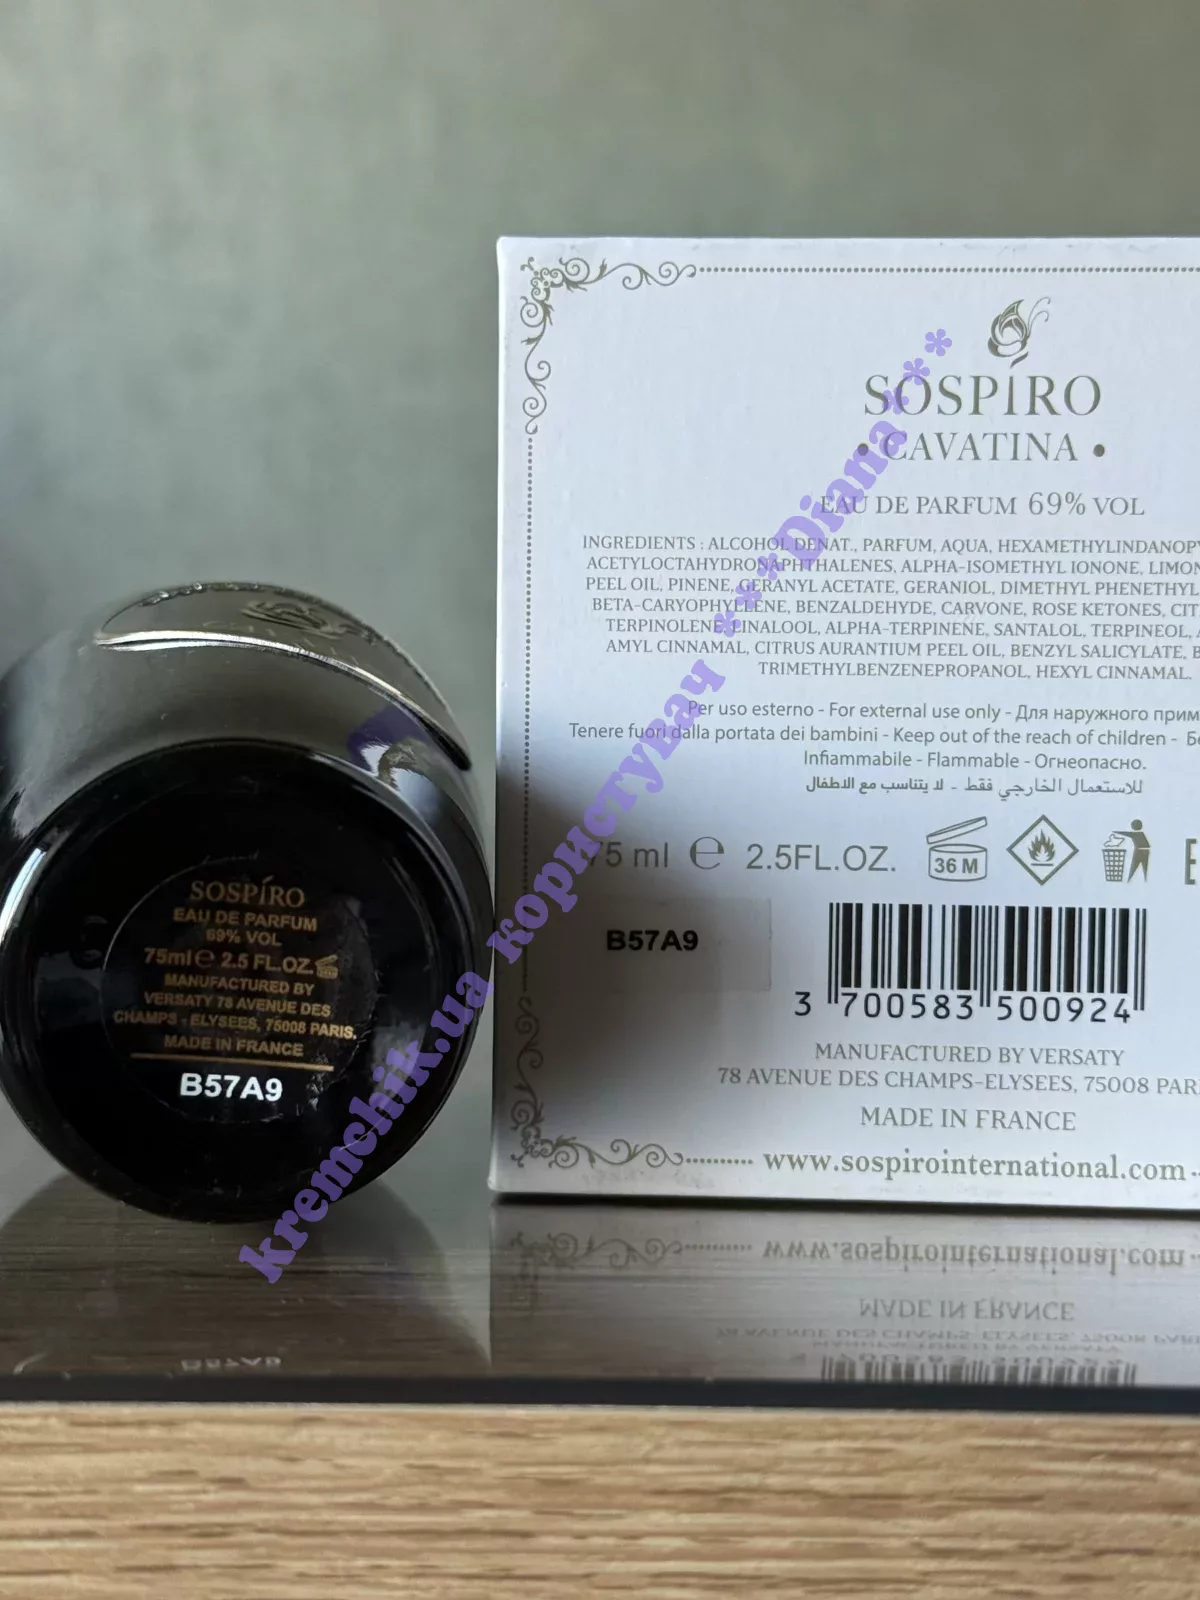 SOSPÍRO
EAU DE PARFUM
69% VOL
75ml e 2.5 FL.OZ.
MANUFACTURED BY
VERSATY 78 AVENUE DES
CHAMPS - ELYSEES, 75008 PARIS.
MADE IN FRANCE
B57A9
SOSPÍRO
• CAVATINA •
EAU DE PARFUM 69% VOL
INGREDIENTS : ALCOHOL DENAT., PARFUM, AQUA, HEXAMETHYLINDANOPY
ACETYLOCTAHYDRONAPHTHALENES, ALPHA-ISOMETHYL IONONE, LIMON
PEEL OIL, PINENE, GERANYL ACETATE, GERANIOL, DIMETHYL PHENETHYL
BETA-CARYOPHYLLENE, BENZALDEHYDE, CARVONE, ROSE KETONES, CIT
TERPINOLENE, LINALOOL, ALPHA-TERPINENE, SANTALOL, TERPINEOL,
AMYL CINNAMAL, CITRUS AURANTIUM PEEL OIL, BENZYL SALICYLATE, B
TRIMETHYLBENZENEPROPANOL, HEXYL CINNAMAL.
Per uso esterno - For external use only - Для наружного прим
Tenere fuori dalla portata dei bambini - Keep out of the reach of children - Бе
Infiammabile - Flammable - Огнеопасно.
للاستعمال الخارجي فقط - لا يتناسب مع الاطفال
75 ml e 2.5FL.OZ.
36 M
B57A9
3 700583 500924
MANUFACTURED BY VERSATY
78 AVENUE DES CHAMPS-ELYSEES, 75008 PAR
MADE IN FRANCE
www.sospirointernational.com
kremchik.ua користувач ***Diana***